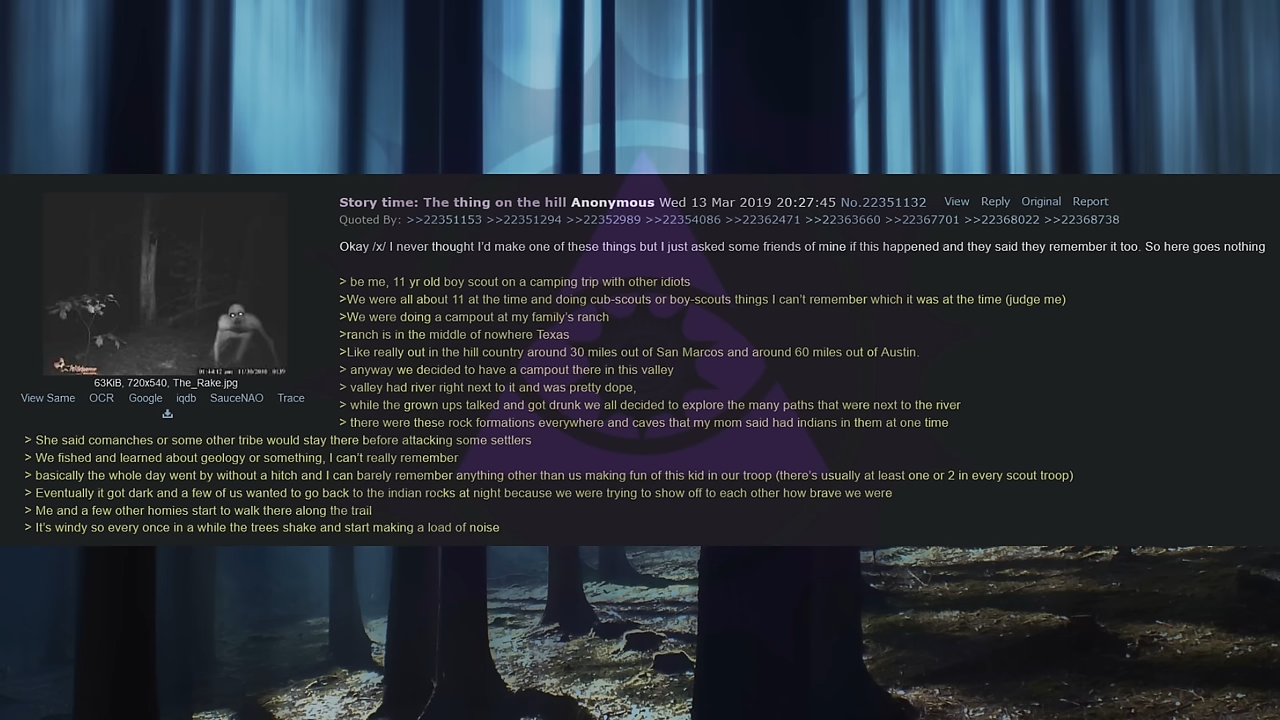 Story time: The thing on the hill Anonymous Wed 13 Mar 2019 20:27:45 No.22351132 View Reply Original Report
Quoted By: >>22351153 >>22351294 >>22352989 >>22354086 >>22362471 >>22363660 >>22367701 >>22368022 >>22368738
Okay /x/ I never thought I'd make one of these things but I just asked some friends of mine if this happened and they said they remember it too. So here goes nothing
> be me, 11 yr old boy scout on a camping trip with other idiots
>We were all about 11 at the time and doing cub-scouts or boy-scouts things I can't remember which it was at the time (judge me)
>We were doing a campout at my family's ranch
>ranch is in the middle of nowhere Texas
>Like really out in the hill country around 30 miles out of San Marcos and around 60 miles out of Austin.
> anyway we decided to have a campout there in this valley
01:44:12 pm 11/30/2010 0139
63KiB, 720x540, The_Rake.jpg
> valley had river right next to it and was pretty dope,
View Same OCR Google iqdb SauceNAO Trace
> while the grown ups talked and got drunk we all decided to explore the many paths that were next to the river
> there were these rock formations everywhere and caves that my mom said had indians in them at one time
> She said comanches or some other tribe would stay there before attacking some settlers
> We fished and learned about geology or something, I can't really remember
> basically the whole day went by without a hitch and I can barely remember anything other than us making fun of this kid in our troop (there's usually at least one or 2 in every scout troop)
> Eventually it got dark and a few of us wanted to go back to the indian rocks at night because we were trying to show off to each other how brave we were
> Me and a few other homies start to walk there along the trail
> It's windy so every once in a while the trees shake and start making a load of noise